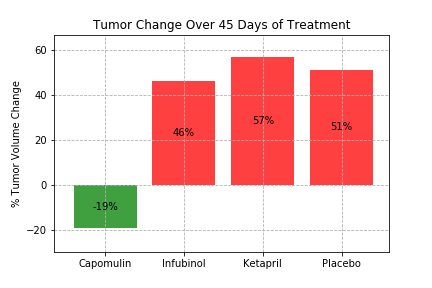 Tumor Change Over 45 Days of Treatment
% Tumor Volume Change
60
40
20
0
−20
-19%
46%
57%
51%
Capomulin
Infubinol
Ketapril
Placebo